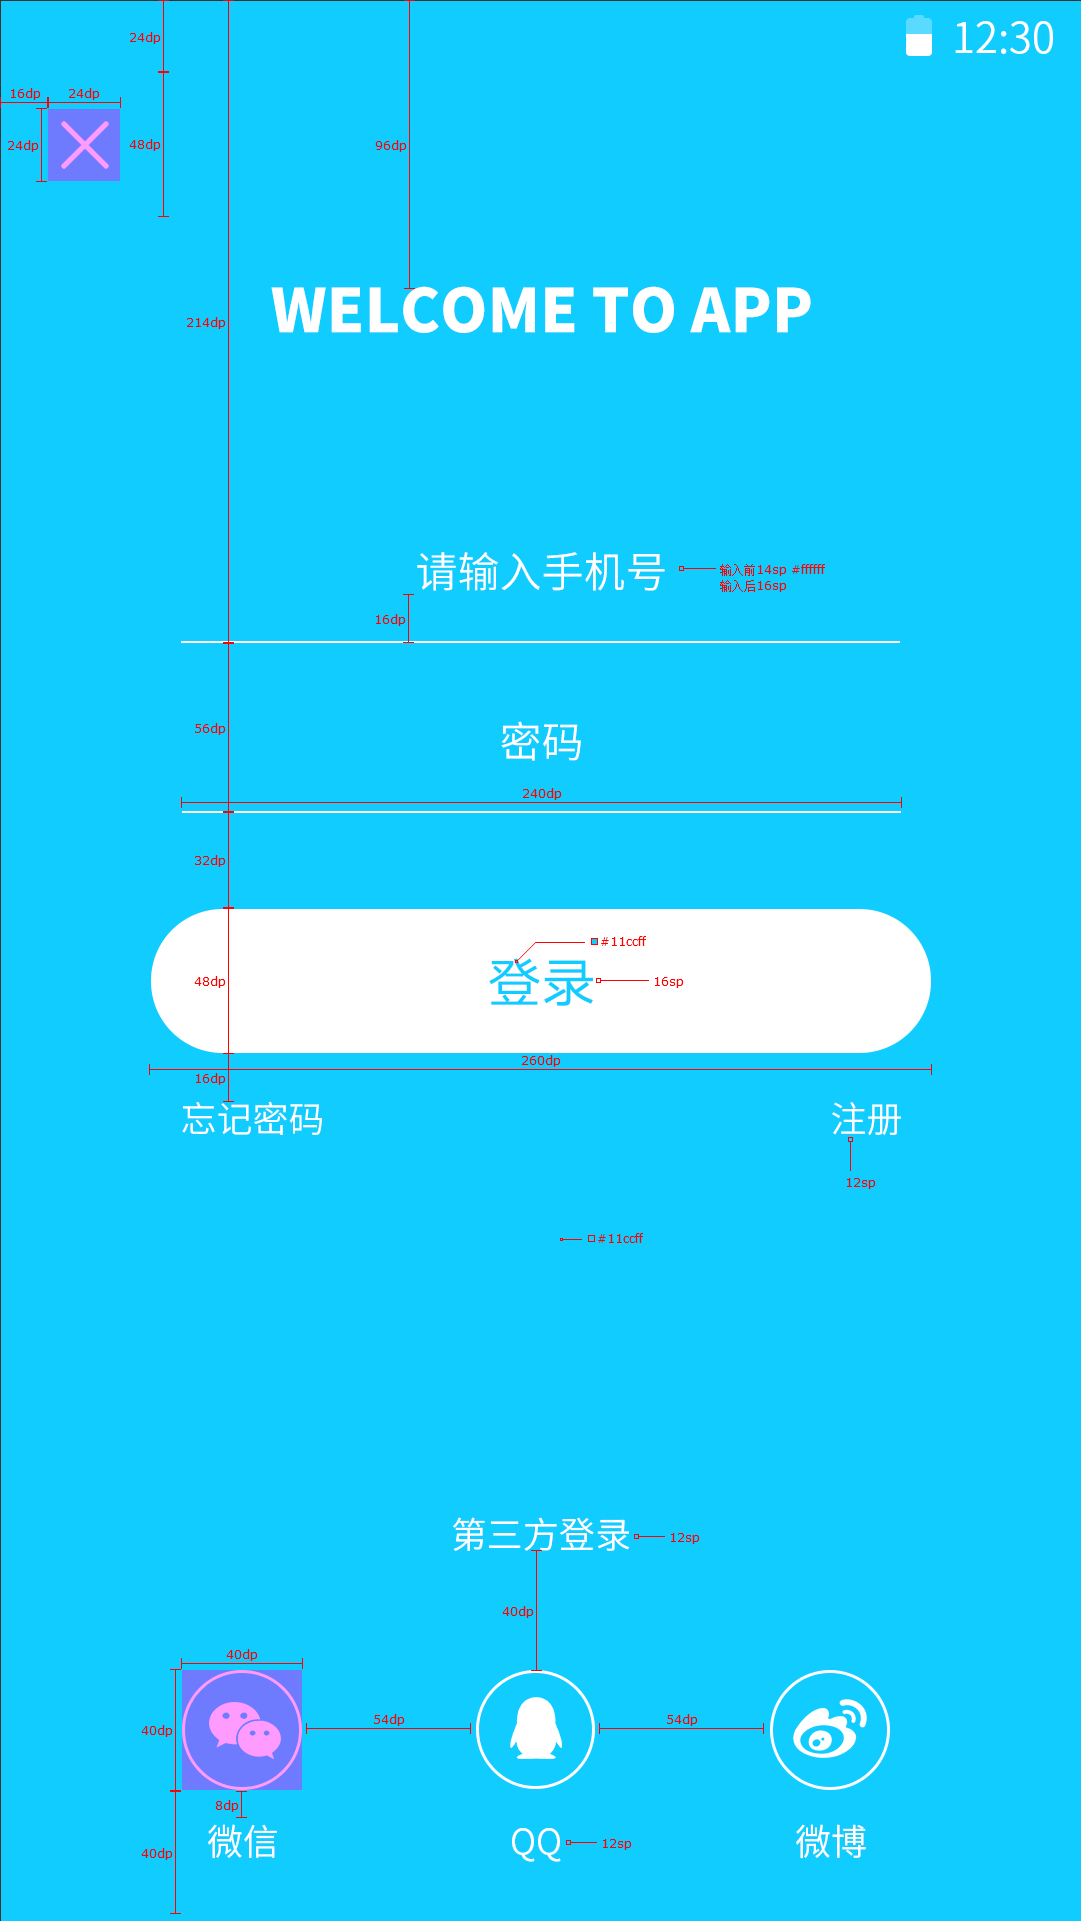 12:30
24dp
16dp
24dp
24dp
48dp
96dp
WELCOME TO APP
214dp
请输入手机号
输入前14sp #ffffff
输入后16sp
16dp
56dp
密码
240dp
32dp
#11ccff
登录
16sp
48dp
260dp
16dp
忘记密码
注册
12sp
#11ccff
第三方登录
12sp
40dp
40dp
40dp
54dp
54dp
8dp
40dp
微信
QQ
12sp
微博